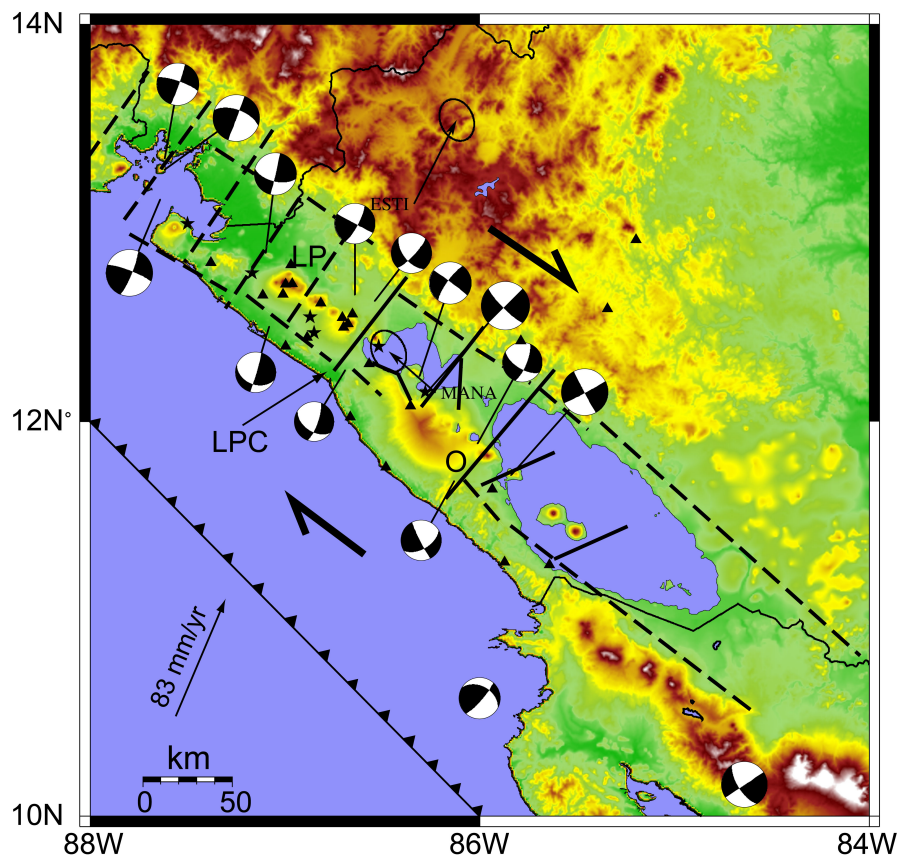 14N
ESTI
LP
MANA
12N°
LPC
O
83 mm/yr
km
0 50
10N
88W 86W 84W